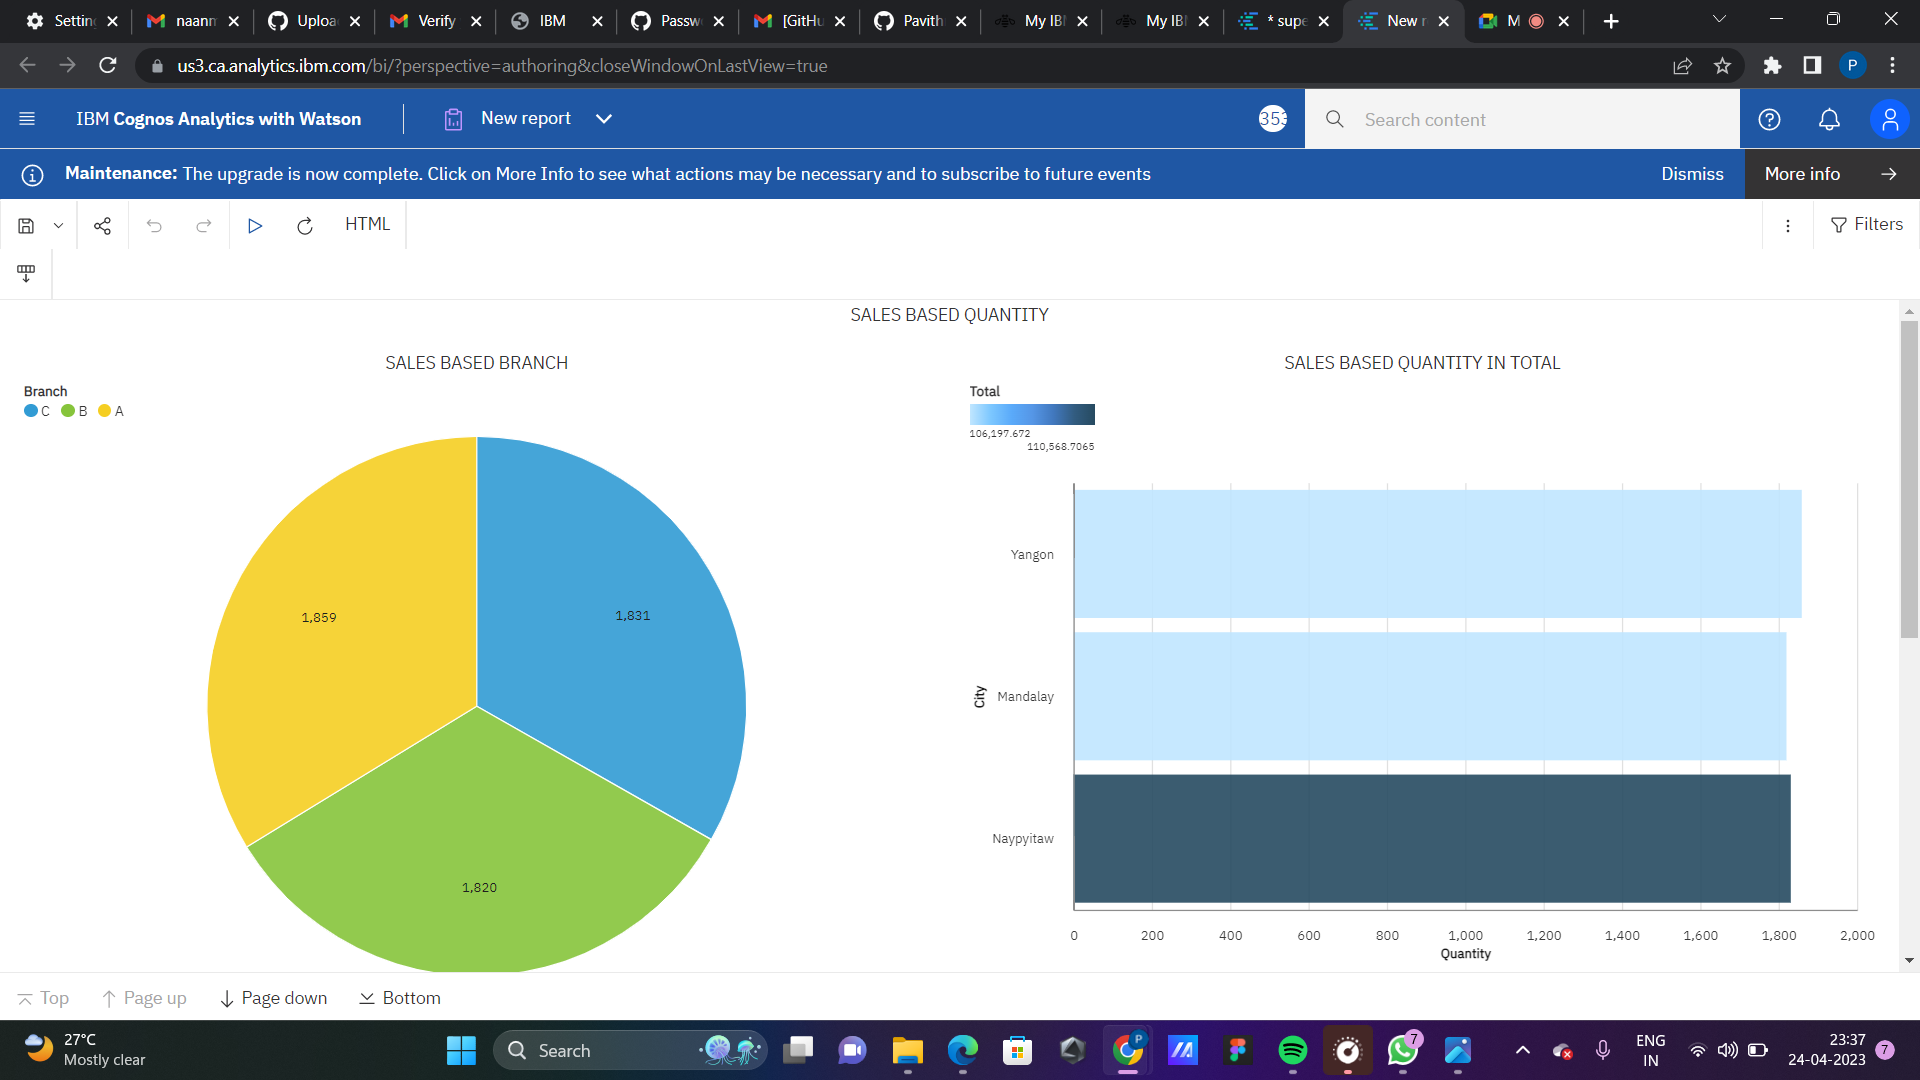 Settin
naanm
Uploa
Verify
IBM
Passw
[GitHu
Pavith
My IBI
My IBI
* supe
New r
M
us3.ca.analytics.ibm.com/bi/?perspective=authoring&closeWindowOnLastView=true
P
IBM Cognos Analytics with Watson
New report
353
Search content
Maintenance: The upgrade is now complete. Click on More Info to see what actions may be necessary and to subscribe to future events
Dismiss
More info
HTML
Filters
SALES BASED QUANTITY
SALES BASED BRANCH
Branch
C B A
1,859
1,831
1,820
SALES BASED QUANTITY IN TOTAL
Total
106,197.672
110,568.7065
Yangon
City
Mandalay
Naypyitaw
0 200 400 600 800 1,000 1,200 1,400 1,600 1,800 2,000
Quantity
Top
Page up
Page down
Bottom
27°C
Mostly clear
Search
P
7
ENG
IN
23:37
24-04-2023
7